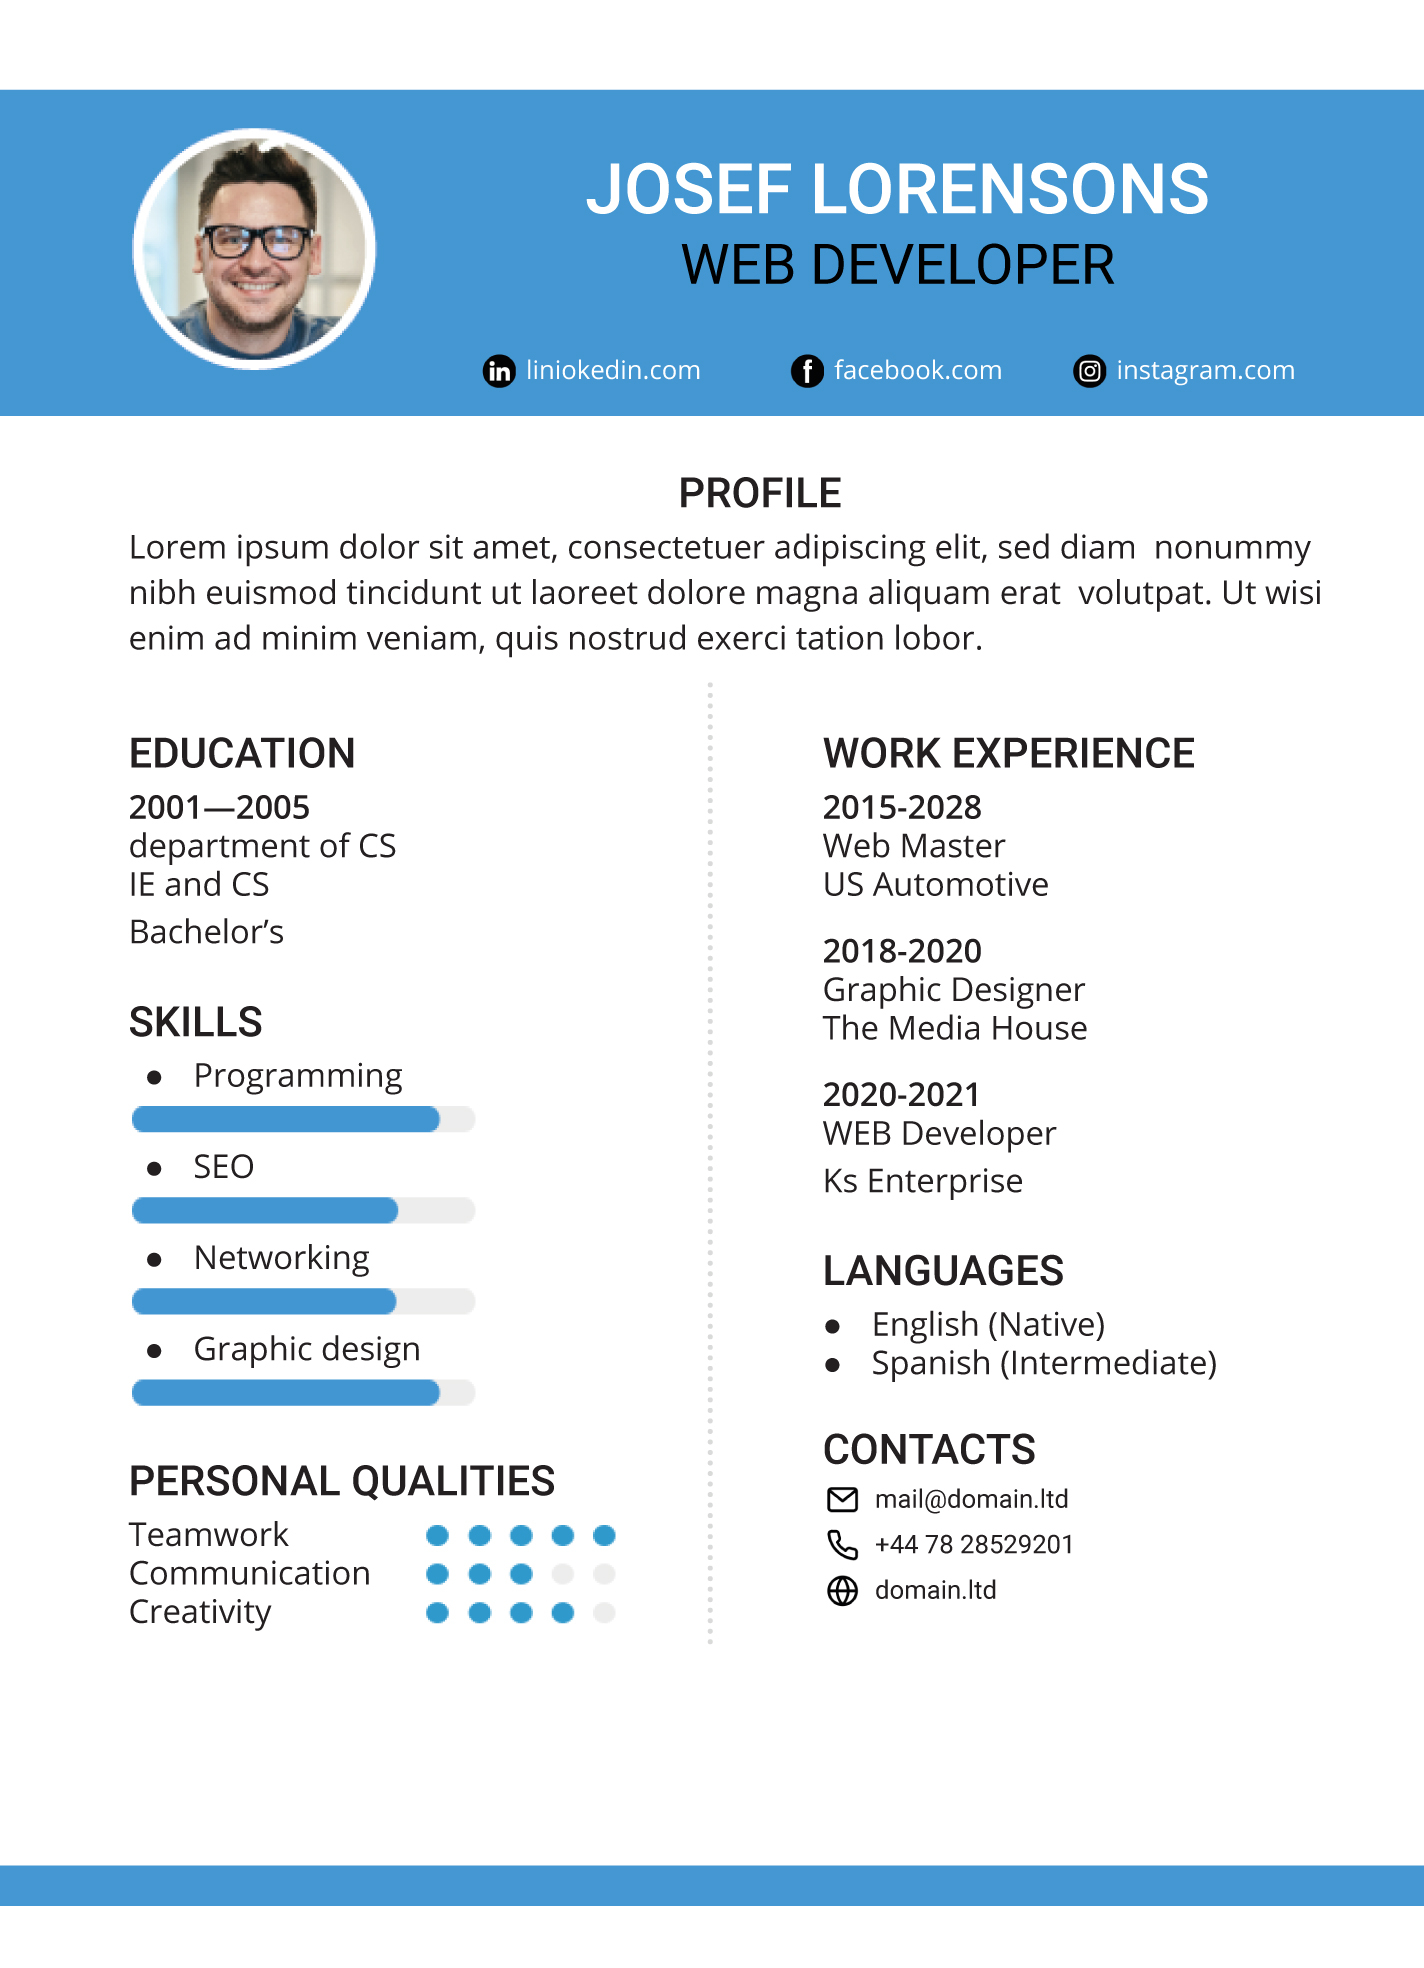 JOSEF LORENSONS
WEB DEVELOPER
liniokedin.com
facebook.com
instagram.com
PROFILE
Lorem ipsum dolor sit amet, consectetuer adipiscing elit, sed diam nonummy
nibh euismod tincidunt ut laoreet dolore magna aliquam erat volutpat. Ut wisi
enim ad minim veniam, quis nostrud exerci tation lobor.
EDUCATION
2001—2005
department of CS
IE and CS
Bachelor’s
SKILLS
● Programming
● SEO
● Networking
● Graphic design
PERSONAL QUALITIES
Teamwork
Communication
Creativity
WORK EXPERIENCE
2015-2028
Web Master
US Automotive
2018-2020
Graphic Designer
The Media House
2020-2021
WEB Developer
Ks Enterprise
LANGUAGES
● English (Native)
● Spanish (Intermediate)
CONTACTS
mail@domain.ltd
+44 78 28529201
domain.ltd